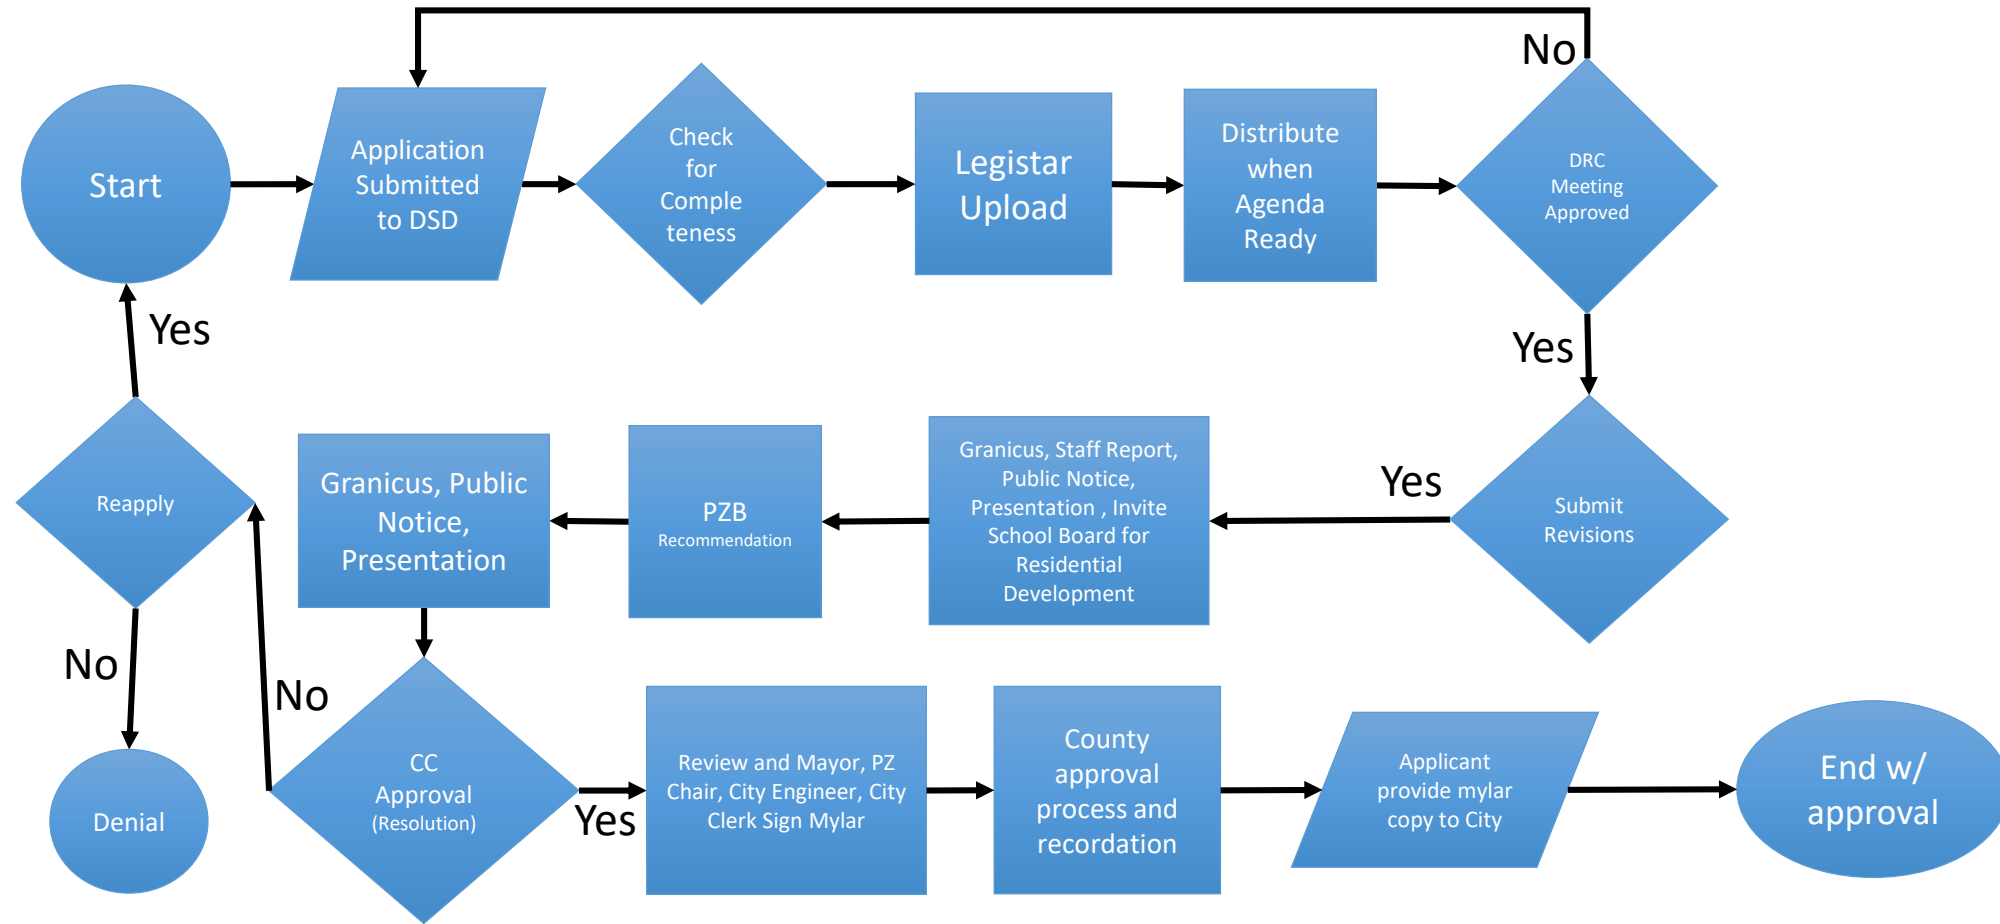 No
Start
Application
Submitted
to DSD
Check
for
Comple
teness
Legistar
Upload
Distribute
when
Agenda
Ready
DRC
Meeting
Approved
Yes
Yes
Reapply
Granicus, Public
Notice,
Presentation
PZB
Recommendation
Granicus, Staff Report,
Public Notice,
Presentation , Invite
School Board for
Residential
Development
Yes
Submit
Revisions
No
No
Denial
CC
Approval
(Resolution)
Yes
Review and Mayor, PZ
Chair, City Engineer, City
Clerk Sign Mylar
County
approval
process and
recordation
Applicant
provide mylar
copy to City
End w/
approval